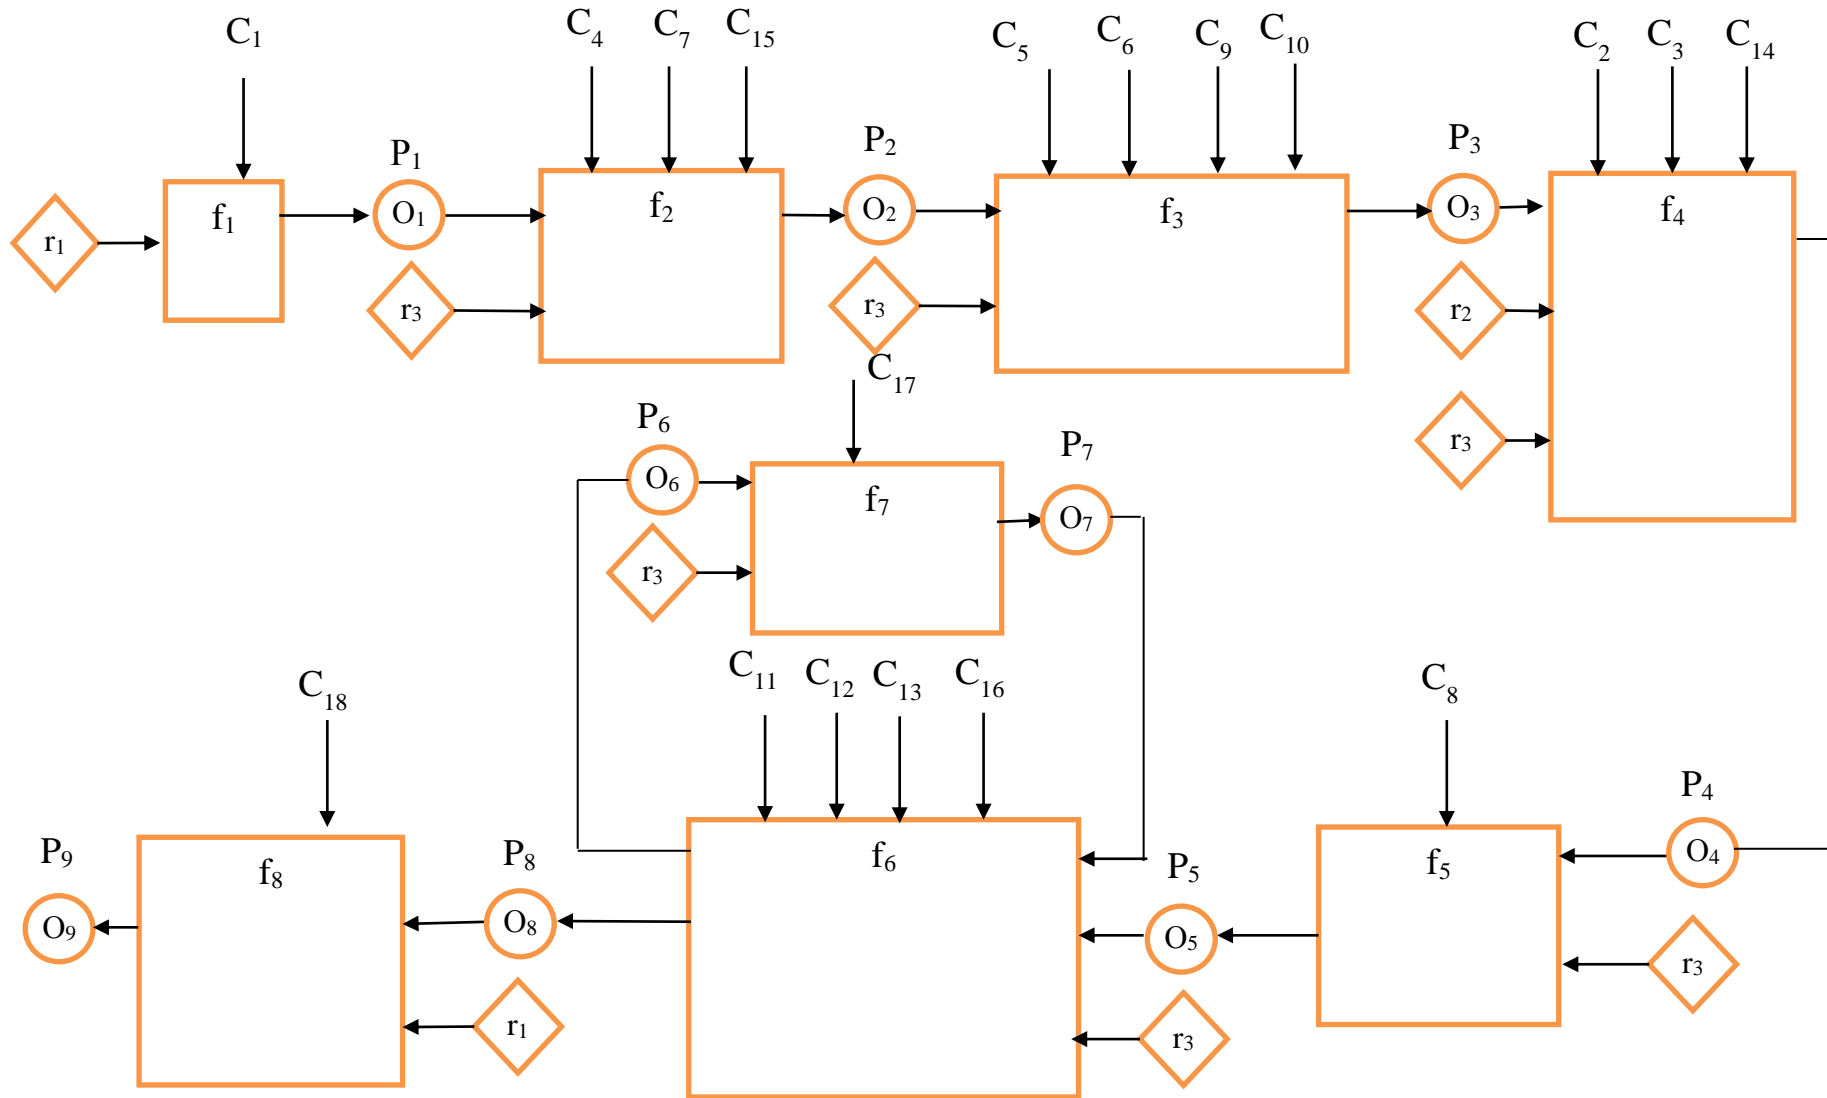 C1 C4 C7 C15 C5 C6 C9 C10 C2 C3 C14
P1 P2 P3
f1 O1 f2 O2 f3 O3 f4
r1 r3 r3 r2
C17
r3
P6 P7
O6 f7 O7
r3
C11 C12 C13 C16
C18 C8
P4
P9 P8 f6 P5 f5 O4
f8
O9 O8 O5
r3
r1 r3